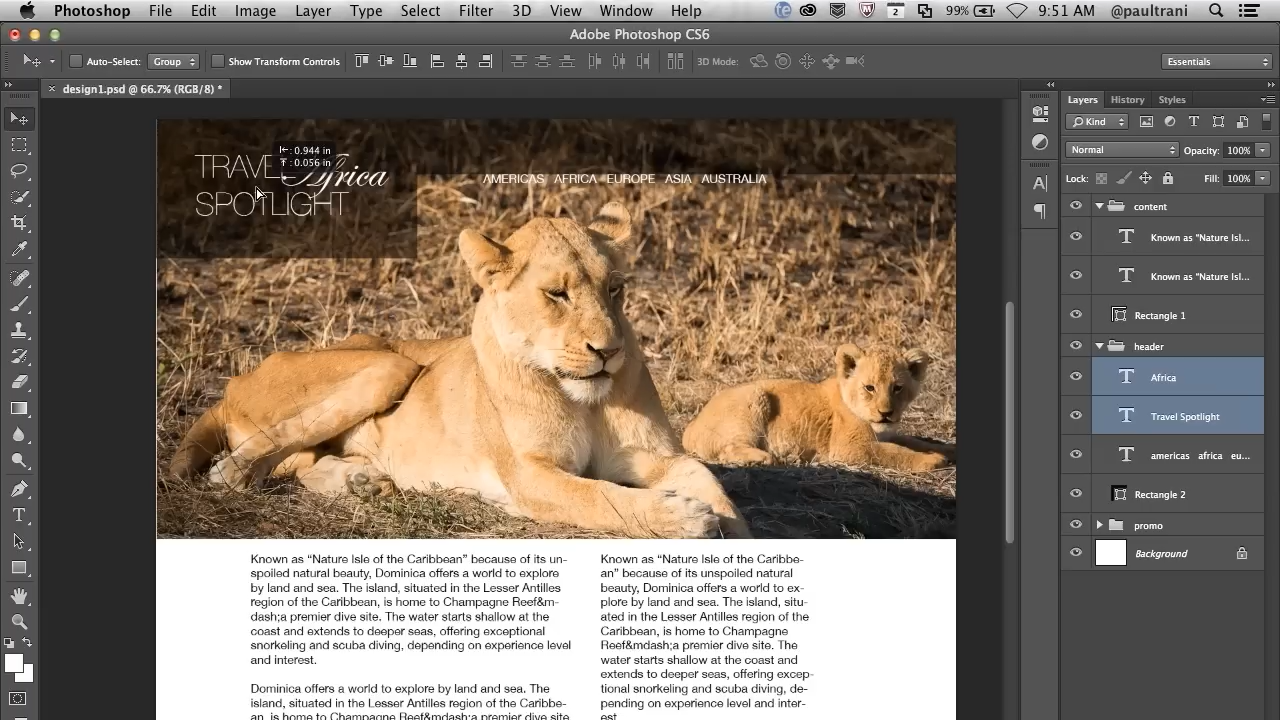 Photoshop File Edit Image Layer Type Select Filter 3D View Window Help 2 99% 9:51 AM @paultrani
Adobe Photoshop CS6
Auto-Select: Group Show Transform Controls 3D Mode: Essentials
design1.psd @ 66.7% (RGB/8) *
Layers History Styles
Kind
Normal Opacity: 100%
Lock: Fill: 100%
content
Known as “Nature Isl...
Known as “Nature Isl...
Rectangle 1
header
Africa
Travel Spotlight
americas africa eu...
Rectangle 2
promo
Background
0.944 in
0.056 in
TRAVEL Africa
SPOTLIGHT
AMERICAS AFRICA EUROPE ASIA AUSTRALIA
Known as “Nature Isle of the Caribbean” because of its un-
spoiled natural beauty, Dominica offers a world to explore
by land and sea. The island, situated in the Lesser Antilles
region of the Caribbean, is home to Champagne Reef&m-
dash;a premier dive site. The water starts shallow at the
coast and extends to deeper seas, offering exceptional
snorkeling and scuba diving, depending on experience level
and interest.
Dominica offers a world to explore by land and sea. The
island, situated in the Lesser Antilles region of the Caribbe-
an, is home to Champagne Reef&mdash;a premier dive site.
Known as “Nature Isle of the Caribbe-
an” because of its unspoiled natural
beauty, Dominica offers a world to ex-
plore by land and sea. The island, situ-
ated in the Lesser Antilles region of the
Caribbean, is home to Champagne
Reef&mdash;a premier dive site. The
water starts shallow at the coast and
extends to deeper seas, offering excep-
tional snorkeling and scuba diving, de-
pending on experience level and inter-
est.